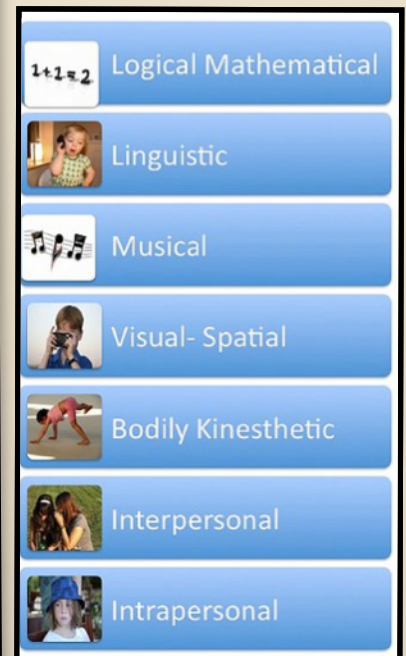 1+1=2
Logical Mathematical
Linguistic
Musical
Visual- Spatial
Bodily Kinesthetic
Interpersonal
Intrapersonal